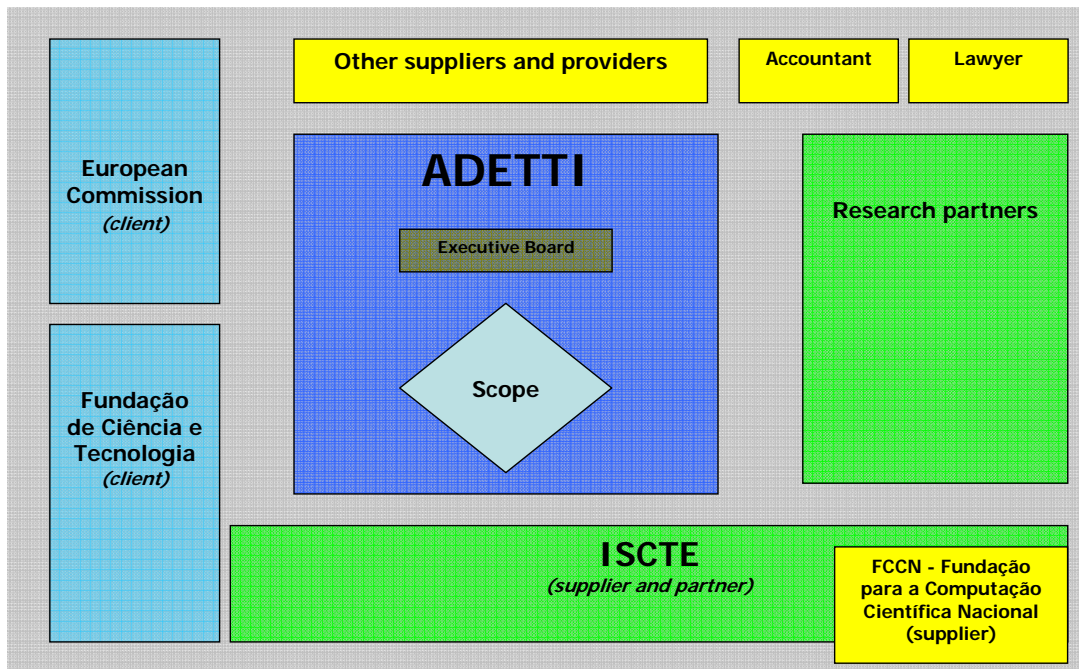 Other suppliers and providers
Accountant
Lawyer
European
Commission
(client)
ADETTI
Executive Board
Scope
Research partners
Fundação
de Ciência e
Tecnologia
(client)
ISCTE
(supplier and partner)
FCCN - Fundação
para a Computação
Científica Nacional
(supplier)